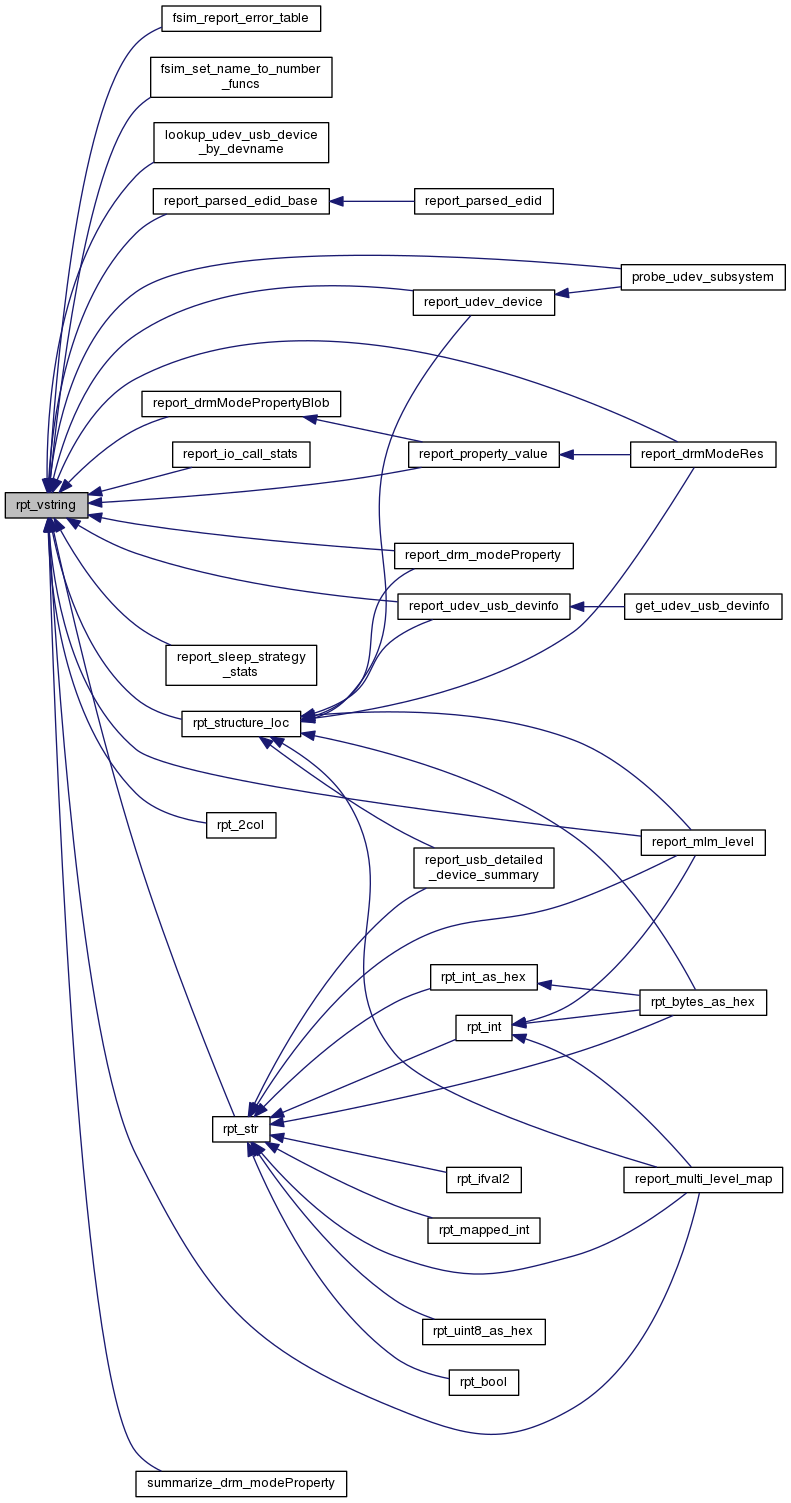 fsim_report_error_table
fsim_set_name_to_number
_funcs
lookup_udev_usb_device
_by_devname
report_parsed_edid_base
report_parsed_edid
probe_udev_subsystem
report_udev_device
report_drmModePropertyBlob
report_io_call_stats
report_property_value
report_drmModeRes
rpt_vstring
report_drm_modeProperty
report_udev_usb_devinfo
get_udev_usb_devinfo
report_sleep_strategy
_stats
rpt_structure_loc
rpt_2col
report_mlm_level
report_usb_detailed
_device_summary
rpt_int_as_hex
rpt_bytes_as_hex
rpt_int
rpt_str
rpt_ifval2
report_multi_level_map
rpt_mapped_int
rpt_uint8_as_hex
rpt_bool
summarize_drm_modeProperty